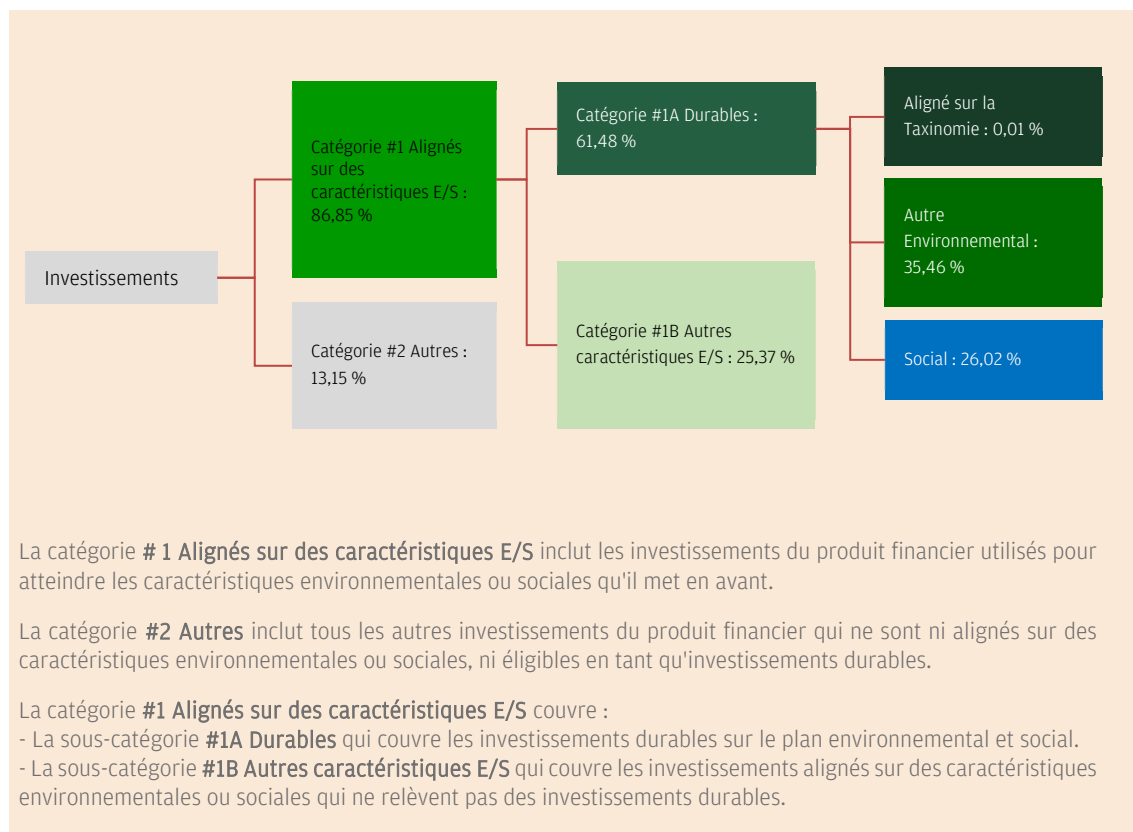 Investissements
Catégorie #1 Alignés
sur des
caractéristiques E/S :
86,85 %
Catégorie #2 Autres :
13,15 %
Catégorie #1A Durables :
61,48 %
Catégorie #1B Autres
caractéristiques E/S : 25,37 %
Aligné sur la
Taxinomie : 0,01 %
Autre
Environnemental :
35,46 %
Social : 26,02 %
La catégorie # 1 Alignés sur des caractéristiques E/S inclut les investissements du produit financier utilisés pour
atteindre les caractéristiques environnementales ou sociales qu'il met en avant.
La catégorie #2 Autres inclut tous les autres investissements du produit financier qui ne sont ni alignés sur des
caractéristiques environnementales ou sociales, ni éligibles en tant qu'investissements durables.
La catégorie #1 Alignés sur des caractéristiques E/S couvre :
- La sous-catégorie #1A Durables qui couvre les investissements durables sur le plan environnemental et social.
- La sous-catégorie #1B Autres caractéristiques E/S qui couvre les investissements alignés sur des caractéristiques
environnementales ou sociales qui ne relèvent pas des investissements durables.